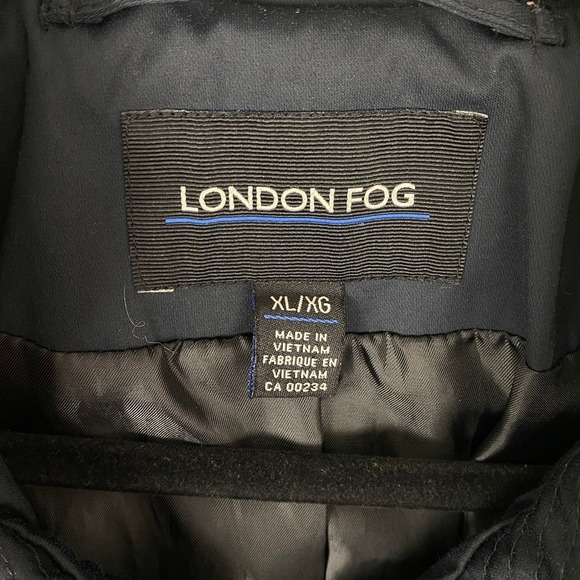 LONDON FOG
XL/XG
MADE IN
VIETNAM
FABRIQUE EN
VIETNAM
CA 00234